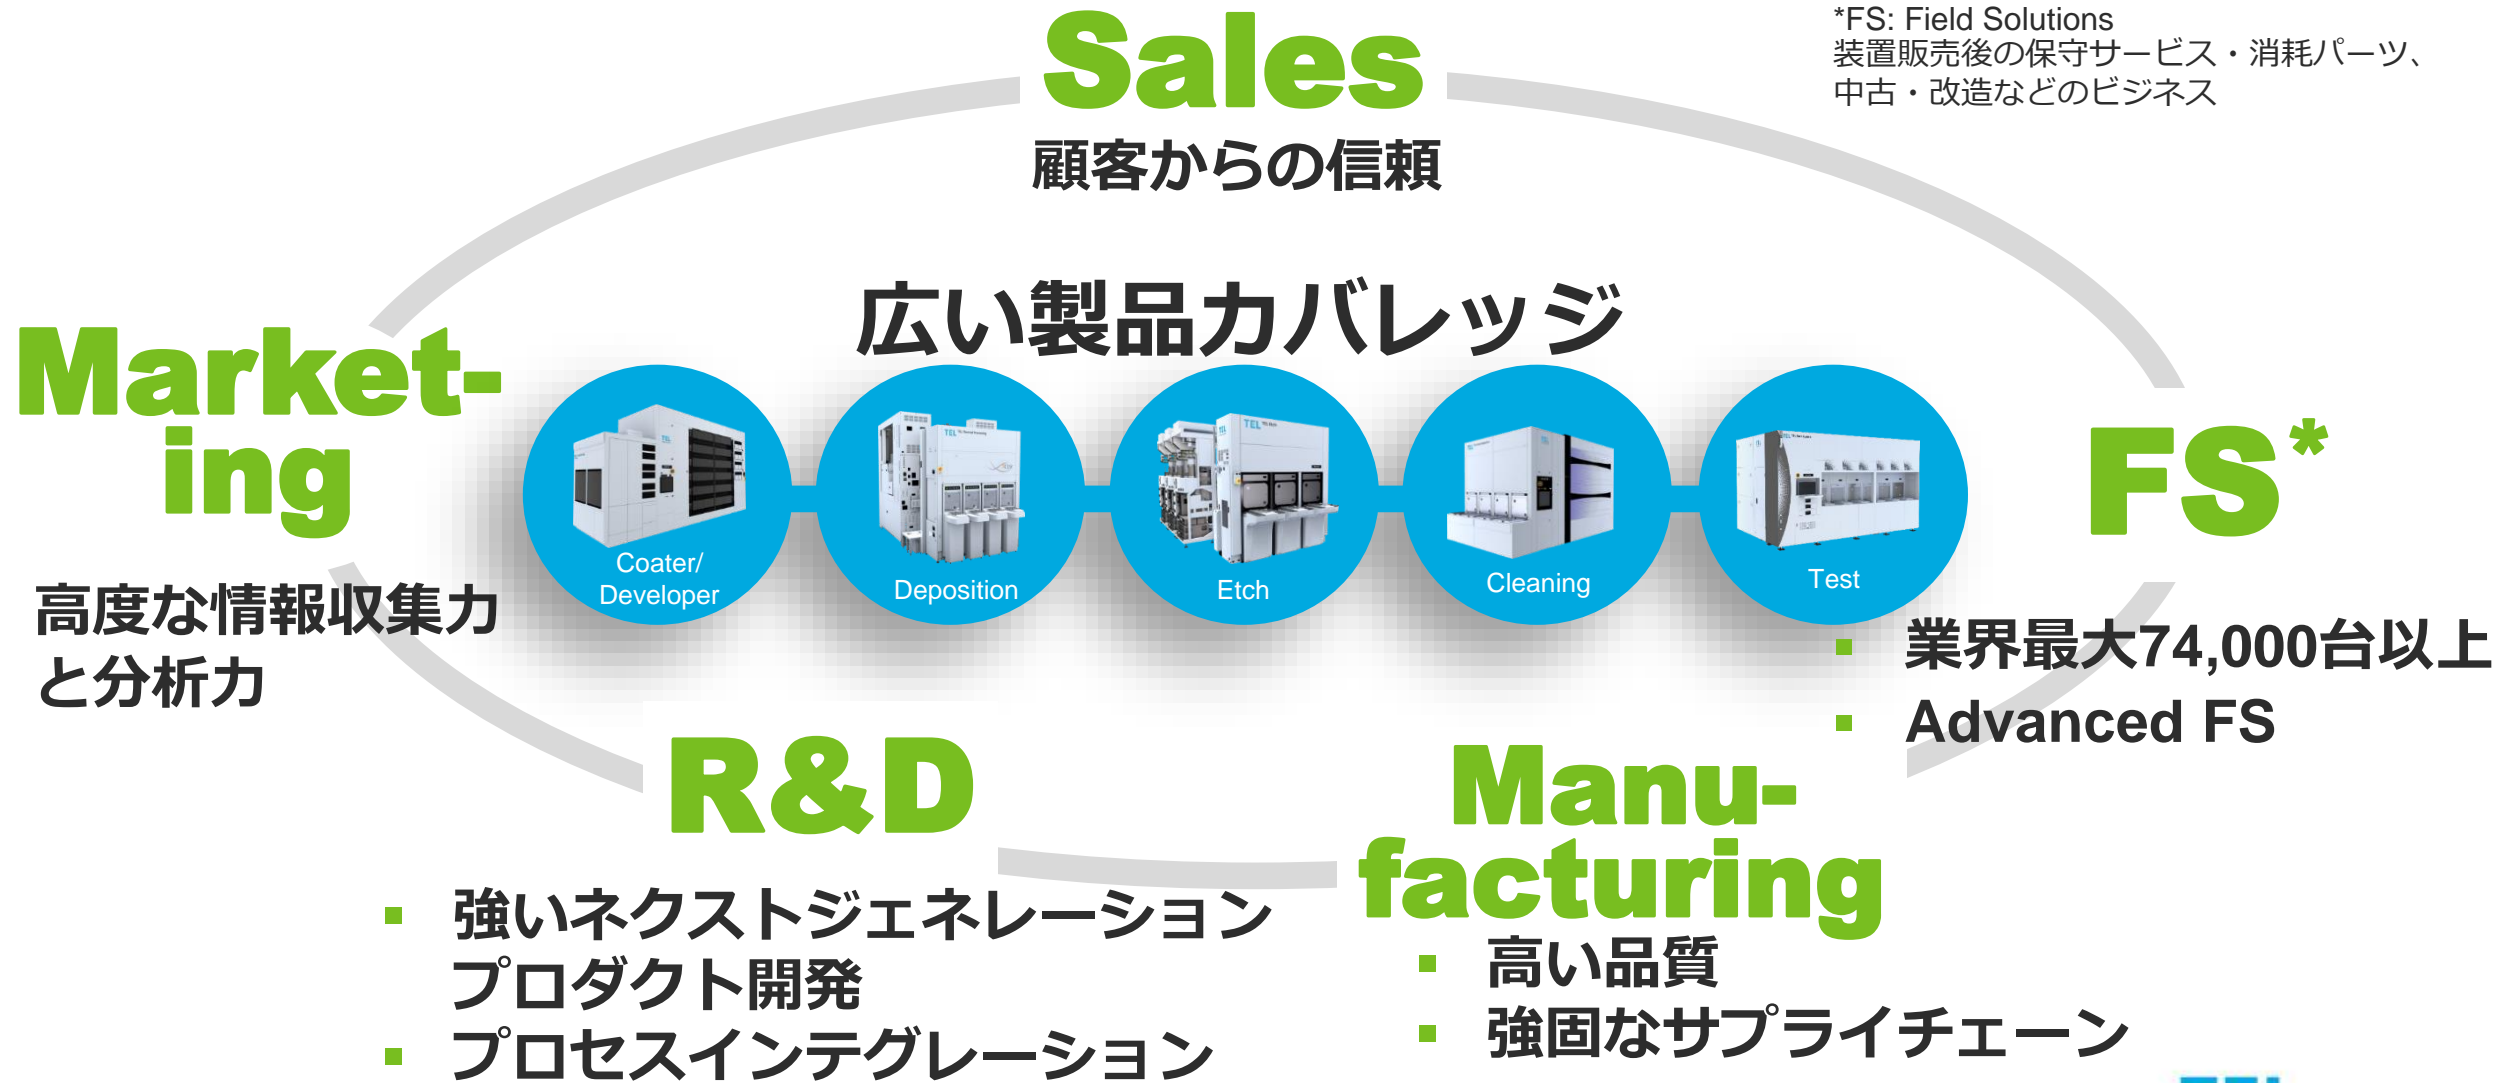 Sales
顧客からの信頼
*FS: Field Solutions
装置販売後の保守サービス・消耗パーツ、
中古・改造などのビジネス
広い製品カバレッジ
Market-
ing
高度な情報収集力
と分析力
Coater/
Developer
Deposition
Etch
Cleaning
Test
FS*
▪ 業界最大74,000台以上
▪ Advanced FS
R&D
▪ 強いネクストジェネレーション
プロダクト開発
▪ プロセスインテグレーション
Manu-
facturing
▪ 高い品質
▪ 強固なサプライチェーン